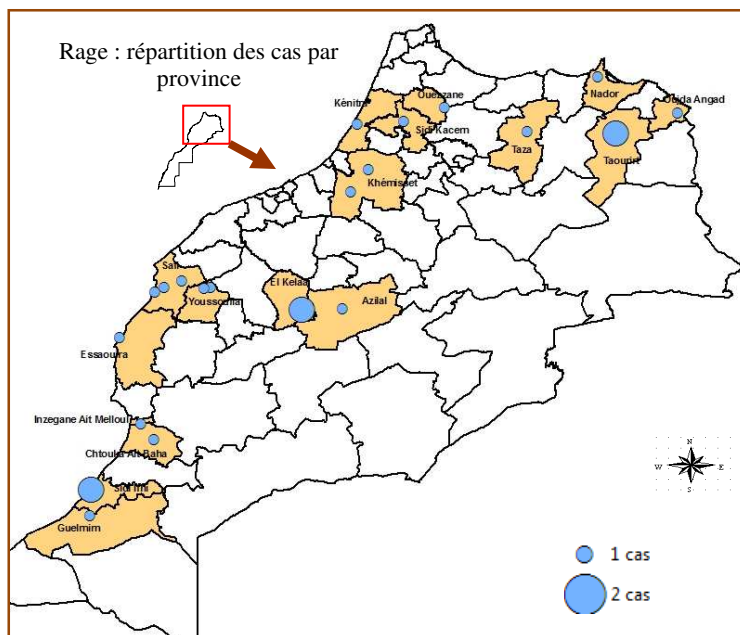 Rage : répartition des cas par
province
Nador
Oujda Angad
Ouezzane
Kénitra
Sidi Kacem
Taza
Taourirt
Khémisset
Safi
El Kelaa
Youssoufia
Azilal
Essaouira
Inzegane Ait Melloul
Chtouka Ait Baha
Sidi Ifni
Guelmim
N
W
E
S
1 cas
2 cas